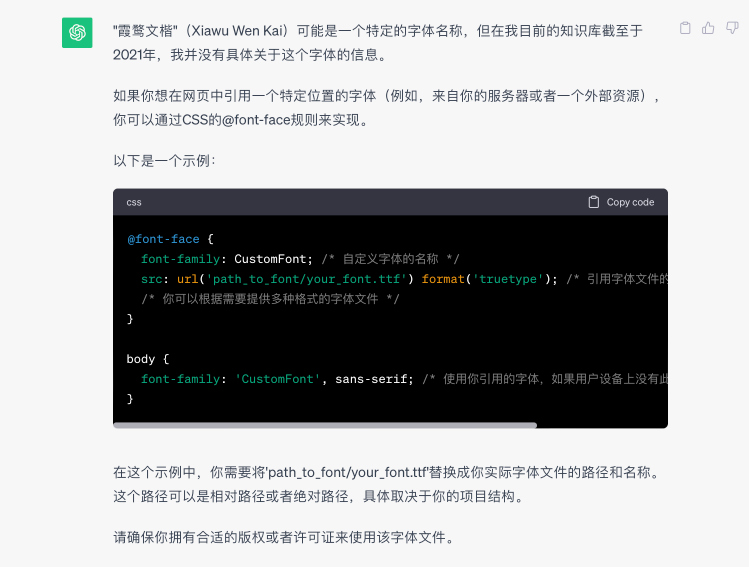 "霞鹜文楷"（Xiawu Wen Kai）可能是一个特定的字体名称，但在我目前的知识库截至于
2021年，我并没有具体关于这个字体的信息。
如果你想在网页中引用一个特定位置的字体（例如，来自你的服务器或者一个外部资源），
你可以通过CSS的@font-face规则来实现。
以下是一个示例：
css
Copy code
@font-face {
  font-family: CustomFont; /* 自定义字体的名称 */
  src: url('path_to_font/your_font.ttf') format('truetype'); /* 引用字体文件的
  /* 你可以根据需要提供多种格式的字体文件 */
}
body {
  font-family: 'CustomFont', sans-serif; /* 使用你引用的字体，如果用户设备上没有此
}
在这个示例中，你需要将'path_to_font/your_font.ttf'替换成你实际字体文件的路径和名称。
这个路径可以是相对路径或者绝对路径，具体取决于你的项目结构。
请确保你拥有合适的版权或者许可证来使用该字体文件。